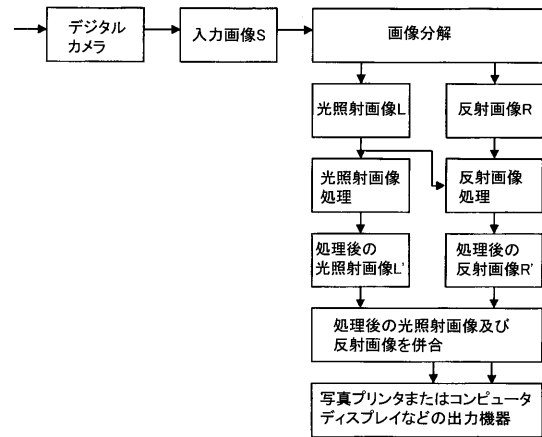 デジタル
カメラ
入力画像S
画像分解
光照射画像L
反射画像R
光照射画像
処理
反射画像
処理
処理後の
光照射画像L'
処理後の
反射画像R'
処理後の光照射画像及び
反射画像を併合
写真プリンタまたはコンピュータ
ディスプレイなどの出力機器